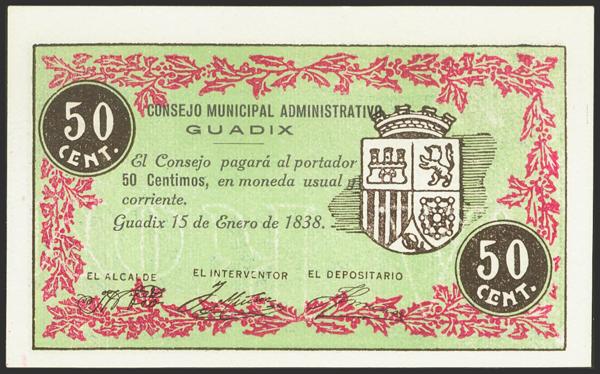 CONSEJO MUNICIPAL ADMINISTRATIVO
GUADIX
50
CENT.
El Consejo pagará al portador
50 Centimos, en moneda usual y
corriente.
Guadix 15 de Enero de 1838.
EL ALCALDE EL INTERVENTOR EL DEPOSITARIO
50
CENT.